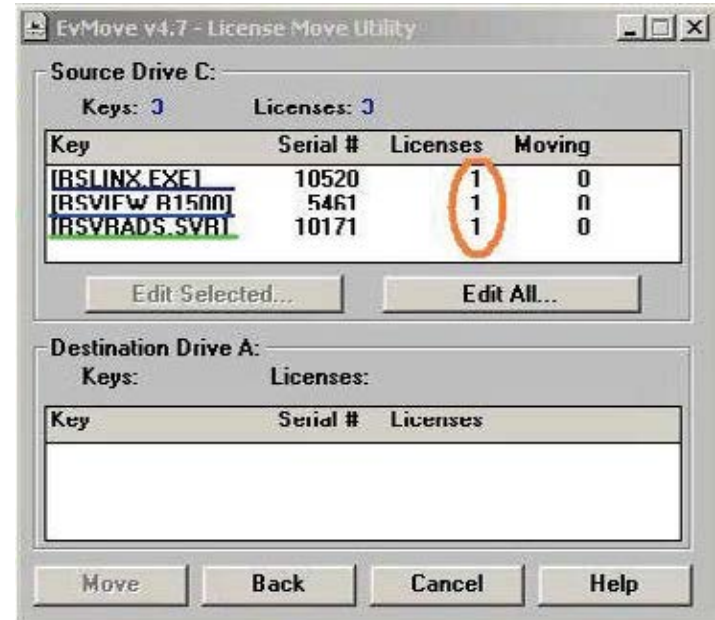 EvMove v4.7 - License Move Utility
Source Drive C:
Keys: 3 Licenses: 3
Key Serial # Licenses Moving
[RSLINX.EXE] 10520 1 0
[RSVIEW.R1500] 5461 1 0
[RSVRADS.SVR] 10171 1 0
Edit Selected... Edit All...
Destination Drive A:
Keys: Licenses:
Key Serial # Licenses
Move Back Cancel Help